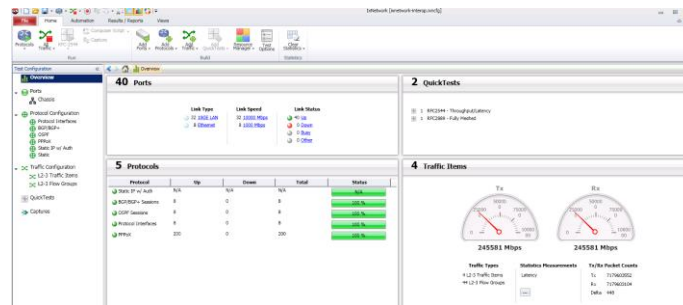 IxNetwork [ixnetwork-interop.ixncfg]
File Home Automation Results / Reports Views
Protocols
Traffic
Add Ports
Add Protocols
Add Traffic
Add QuickTests
Resource Manager
Test Options
Clear Statistics
Run Build Statistics
Test Configuration
Overview
Overview
Ports
Chassis
Protocol Configuration
Protocol Interfaces
BGP/BGP+
OSPF
PPPoX
Static IP w/ Auth
Static
Traffic Configuration
L2-3 Traffic Items
L2-3 Flow Groups
QuickTests
Captures
40 Ports
Link Type Link Speed Link Status
32 10GE LAN 32 10000 Mbps 40 Up
8 Ethernet 8 1000 Mbps 0 Down
0 Busy
0 Other
2 QuickTests
1 RFC2544 - Throughput/Latency
1 RFC2889 - Fully Meshed
5 Protocols
Protocol Up Down Total Status
Static IP w/ Auth N/A N/A N/A N/A
BGP/BGP+ Sessions 8 0 8 100 %
OSPF Sessions 8 0 8 100 %
Protocol Interfaces 8 0 8 100 %
PPPoX 200 0 200 100 %
4 Traffic Items
Tx Rx
245581 Mbps 245581 Mbps
Traffic Types Statistics Measurements Tx/Rx Packet Counts
4 L2-3 Traffic Items Latency Tx 7179603552
44 L2-3 Flow Groups Rx 7179603104
Delta 448